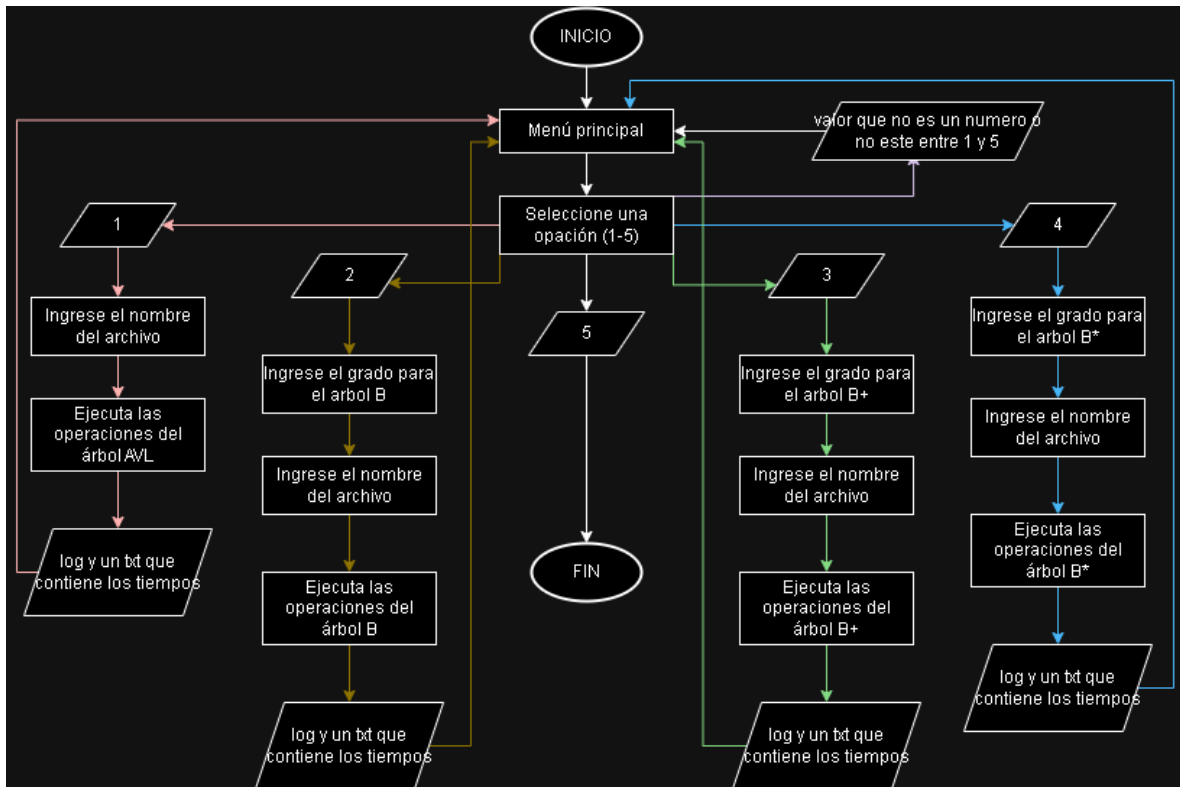 INICIO
Menú principal
valor que no es un numero o
no este entre 1 y 5
Seleccione una
opación (1-5)
1
Ingrese el nombre
del archivo
Ejecuta las
operaciones del
árbol AVL
log y un txt que
contiene los tiempos
2
Ingrese el grado para
el arbol B
Ingrese el nombre
del archivo
Ejecuta las
operaciones del
árbol B
log y un txt que
contiene los tiempos
5
FIN
3
Ingrese el grado para
el arbol B+
Ingrese el nombre
del archivo
Ejecuta las
operaciones del
árbol B+
log y un txt que
contiene los tiempos
4
Ingrese el grado para
el arbol B*
Ingrese el nombre
del archivo
Ejecuta las
operaciones del
árbol B*
log y un txt que
contiene los tiempos